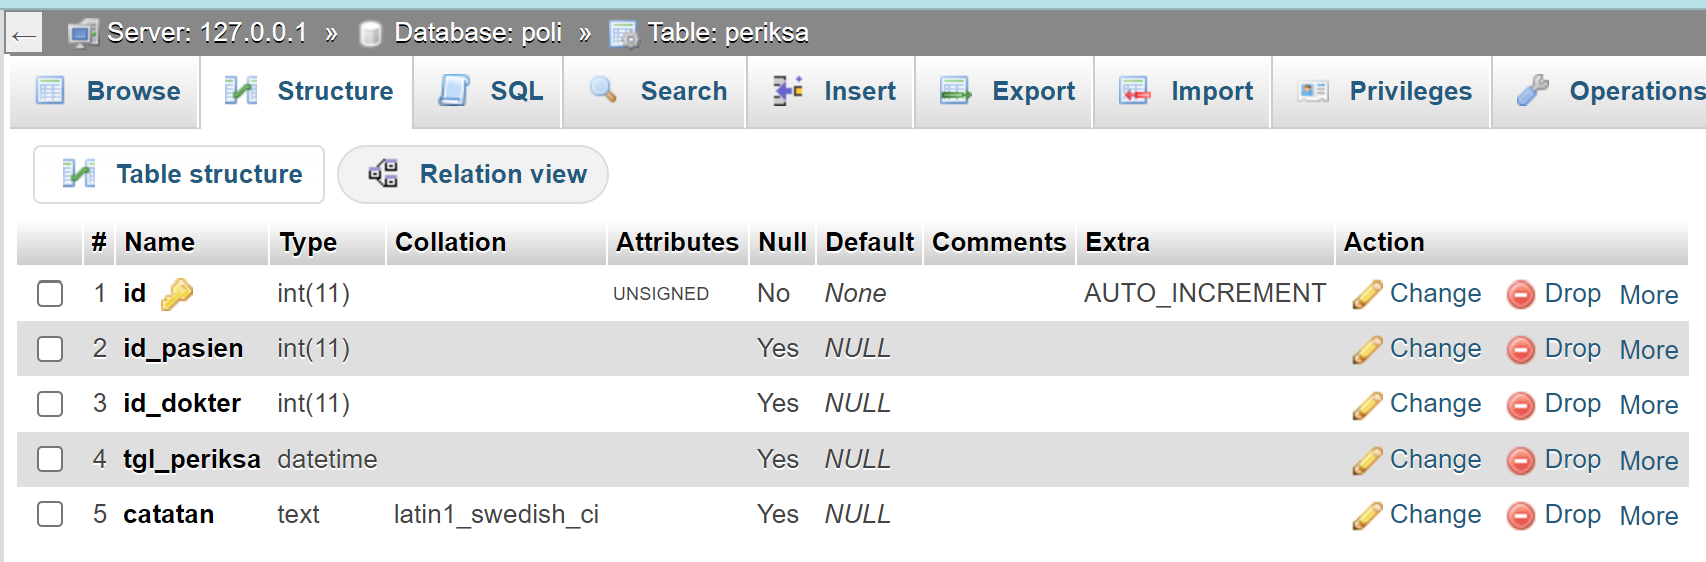 ← Server: 127.0.0.1 » Database: poli » Table: periksa
Browse Structure SQL Search Insert Export Import Privileges Operations
Table structure Relation view
# Name Type Collation Attributes Null Default Comments Extra Action
1 id int(11) UNSIGNED No None AUTO_INCREMENT Change Drop More
2 id_pasien int(11) Yes NULL Change Drop More
3 id_dokter int(11) Yes NULL Change Drop More
4 tgl_periksa datetime Yes NULL Change Drop More
5 catatan text latin1_swedish_ci Yes NULL Change Drop More